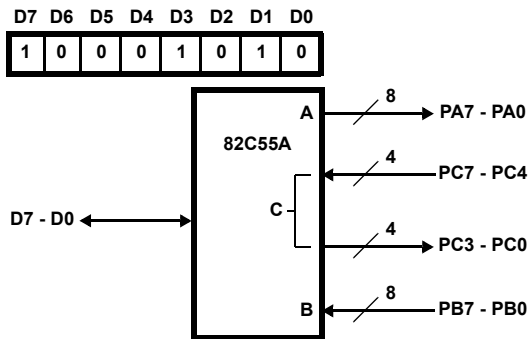 D7 D6 D5 D4 D3 D2 D1 D0
1 0 0 0 1 0 1 0
A 8 PA7 - PA0
82C55A
4 PC7 - PC4
C
D7 - D0
4 PC3 - PC0
B 8 PB7 - PB0